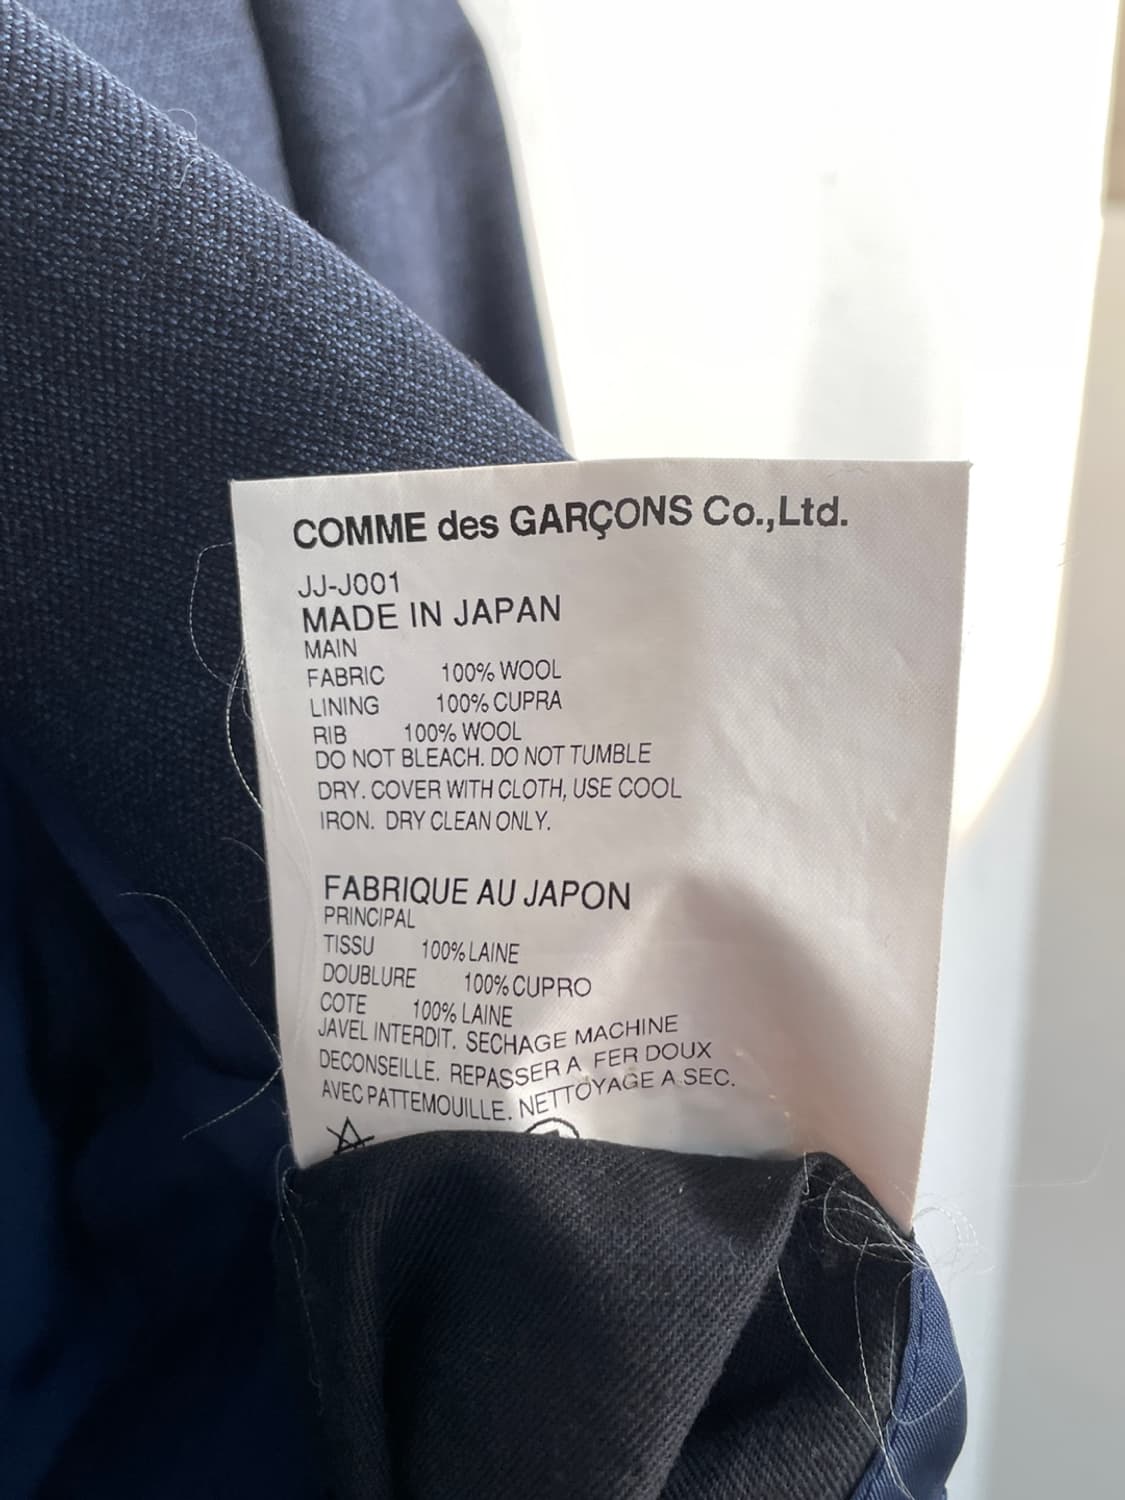 COMME des GARÇONS Co.,Ltd.
JJ-J001
MADE IN JAPAN
MAIN
FABRIC 100% WOOL
LINING 100% CUPRA
RIB 100% WOOL
DO NOT BLEACH. DO NOT TUMBLE
DRY. COVER WITH CLOTH, USE COOL
IRON. DRY CLEAN ONLY.
FABRIQUE AU JAPON
PRINCIPAL
TISSU 100% LAINE
DOUBLURE 100% CUPRO
COTE 100% LAINE
JAVEL INTERDIT. SECHAGE MACHINE
DECONSEILLE. REPASSER A FER DOUX
AVEC PATTEMOUILLE. NETTOYAGE A SEC.